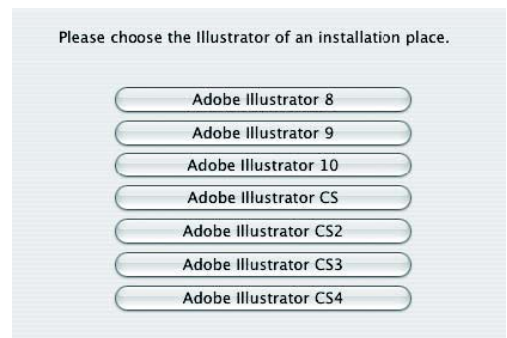 Please choose the Illustrator of an installation place.
Adobe Illustrator 8
Adobe Illustrator 9
Adobe Illustrator 10
Adobe Illustrator CS
Adobe Illustrator CS2
Adobe Illustrator CS3
Adobe Illustrator CS4